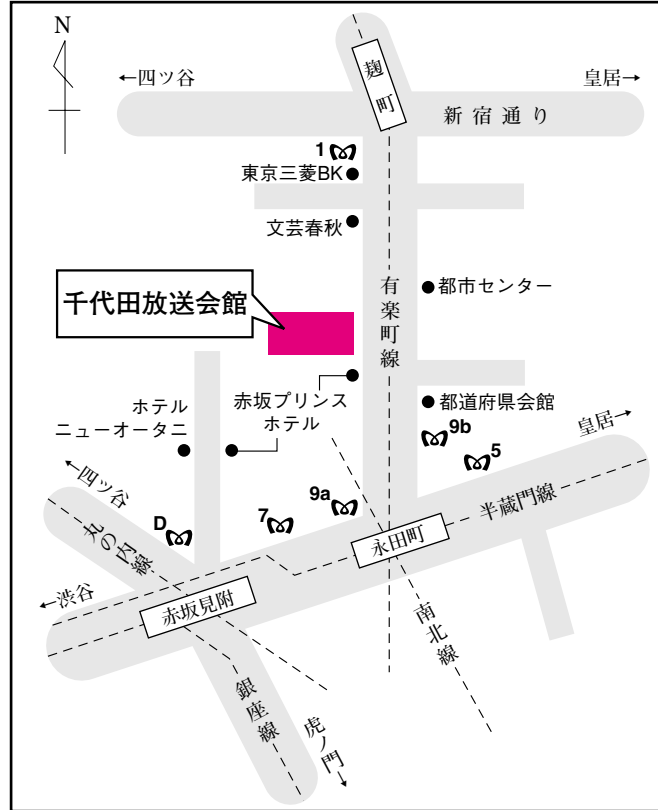 N
麹町
←四ツ谷
皇居→
新宿通り
1
東京三菱BK
文芸春秋
千代田放送会館
有楽町線
都市センター
ホテル
ニューオータニ
赤坂プリンス
ホテル
都道府県会館
9b
5
皇居→
←四ツ谷
丸の内線
D
7
9a
半蔵門線
永田町
←渋谷
赤坂見附
南北線
銀座線
虎ノ門→